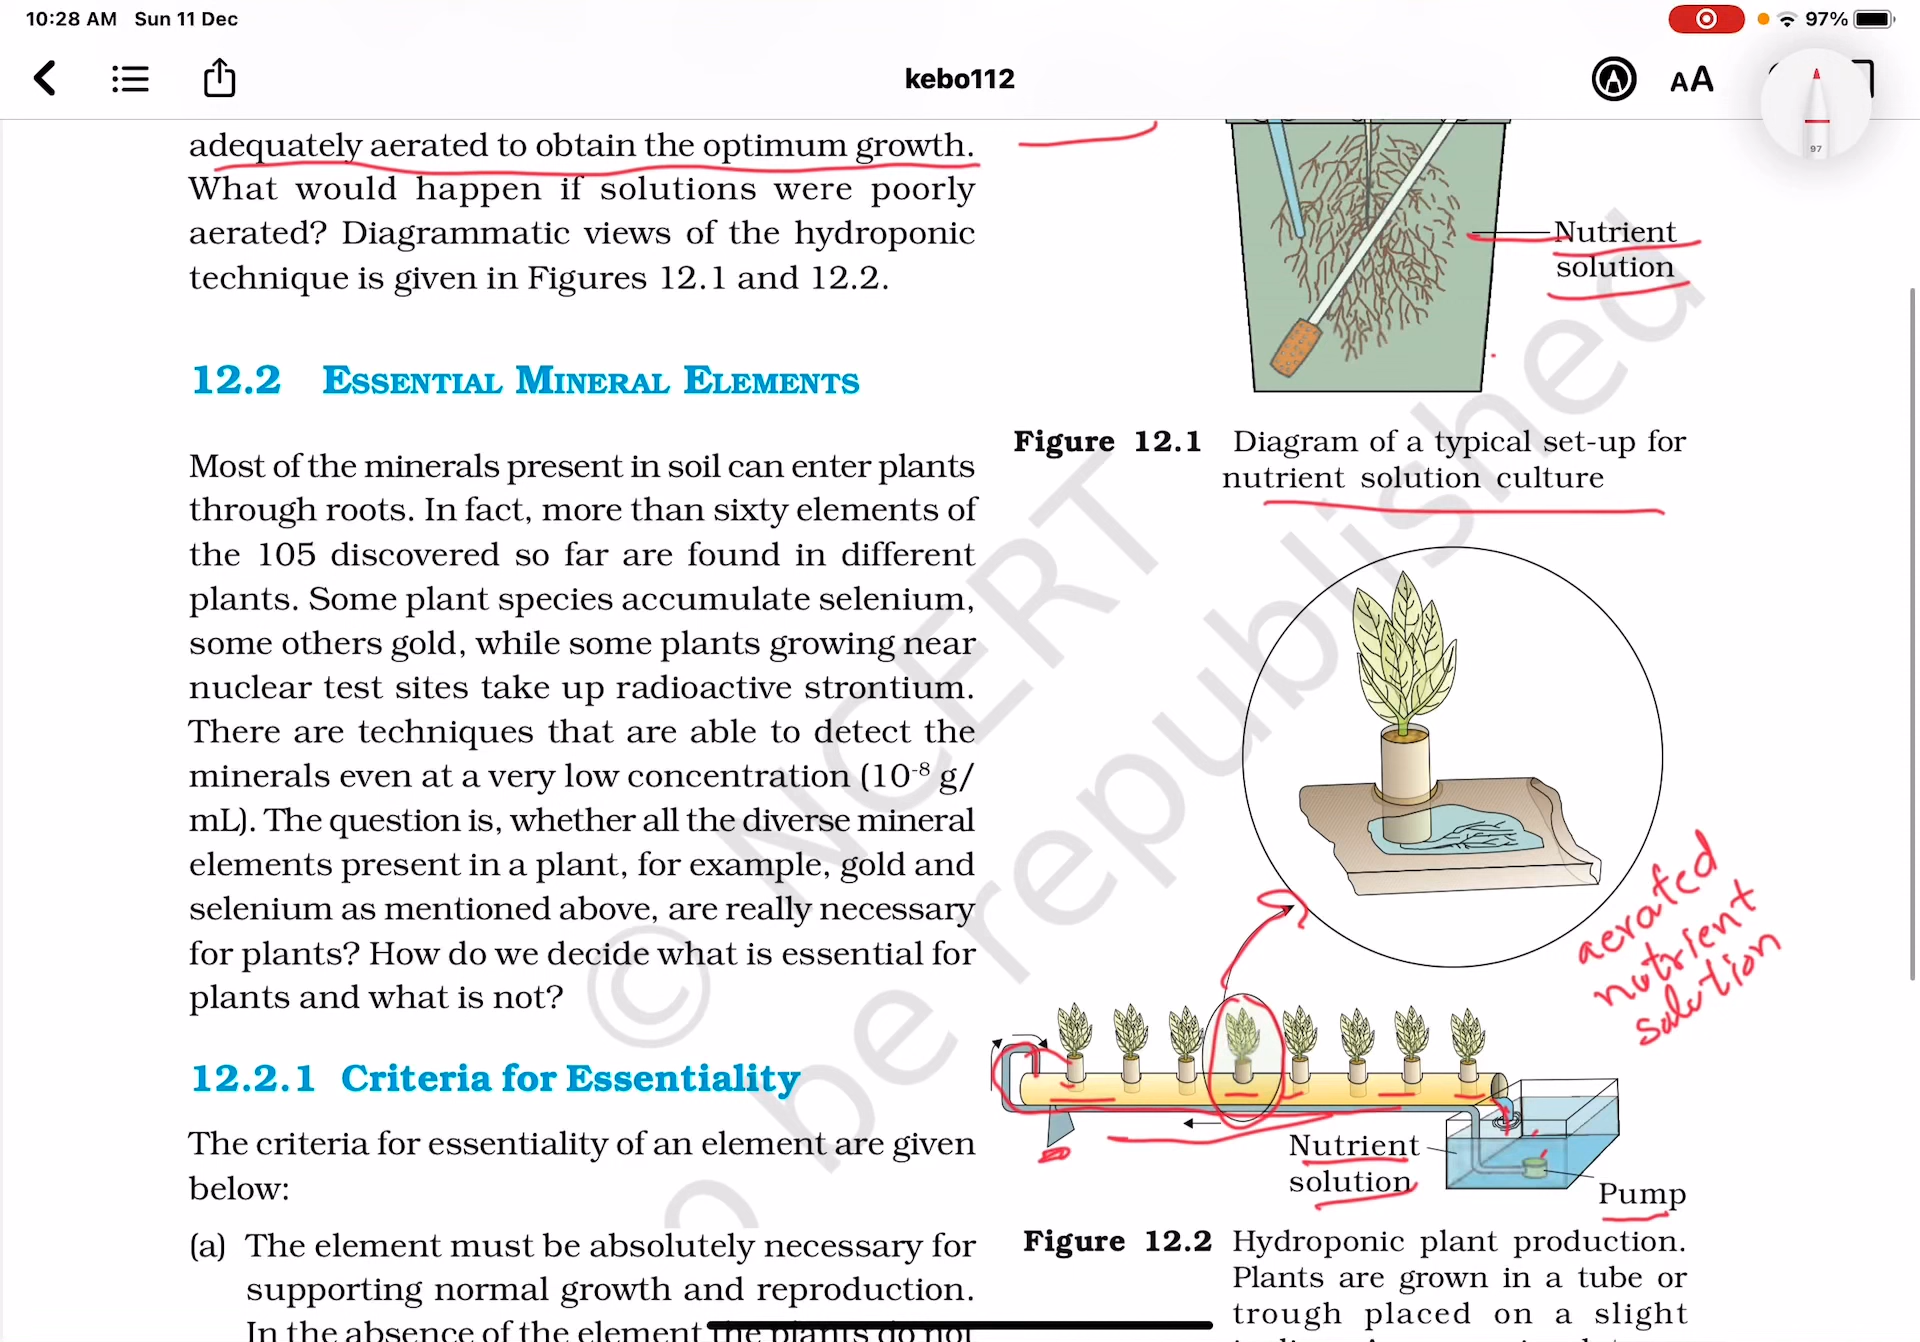 10:28 AM Sun 11 Dec
97%
kebo112
AA
97
adequately aerated to obtain the optimum growth.
What would happen if solutions were poorly
aerated? Diagrammatic views of the hydroponic
technique is given in Figures 12.1 and 12.2.
12.2 ESSENTIAL MINERAL ELEMENTS
Most of the minerals present in soil can enter plants
through roots. In fact, more than sixty elements of
the 105 discovered so far are found in different
plants. Some plant species accumulate selenium,
some others gold, while some plants growing near
nuclear test sites take up radioactive strontium.
There are techniques that are able to detect the
minerals even at a very low concentration (10⁻⁸ g/
mL). The question is, whether all the diverse mineral
elements present in a plant, for example, gold and
selenium as mentioned above, are really necessary
for plants? How do we decide what is essential for
plants and what is not?
12.2.1 Criteria for Essentiality
The criteria for essentiality of an element are given
below:
(a) The element must be absolutely necessary for
supporting normal growth and reproduction.
In the absence of the element the plants do not
Nutrient
solution
Figure 12.1 Diagram of a typical set-up for
nutrient solution culture
aerated
nutrient
solution
Nutrient
solution
Pump
Figure 12.2 Hydroponic plant production.
Plants are grown in a tube or
trough placed on a slight
© NCERT
be republished